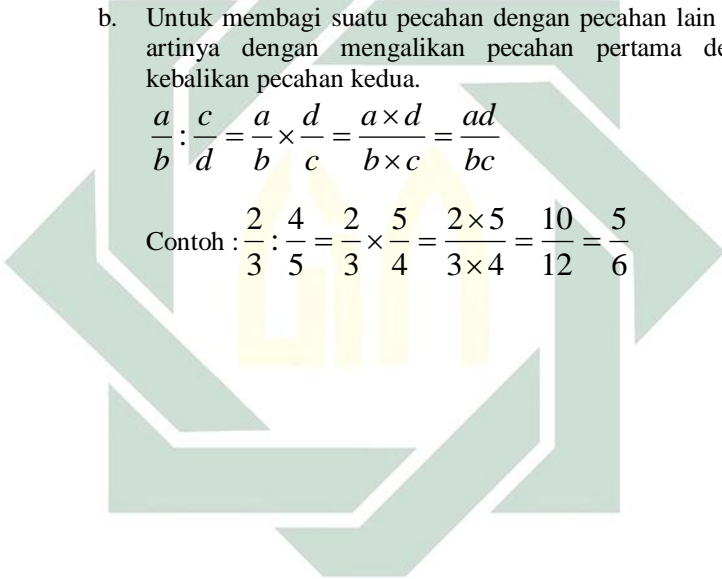 b. Untuk membagi suatu pecahan dengan pecahan lain
artinya dengan mengalikan pecahan pertama de
kebalikan pecahan kedua.
a/b : c/d = a/b × d/c = a×d/b×c = ad/bc
Contoh : 2/3 : 4/5 = 2/3 × 5/4 = 2×5/3×4 = 10/12 = 5/6